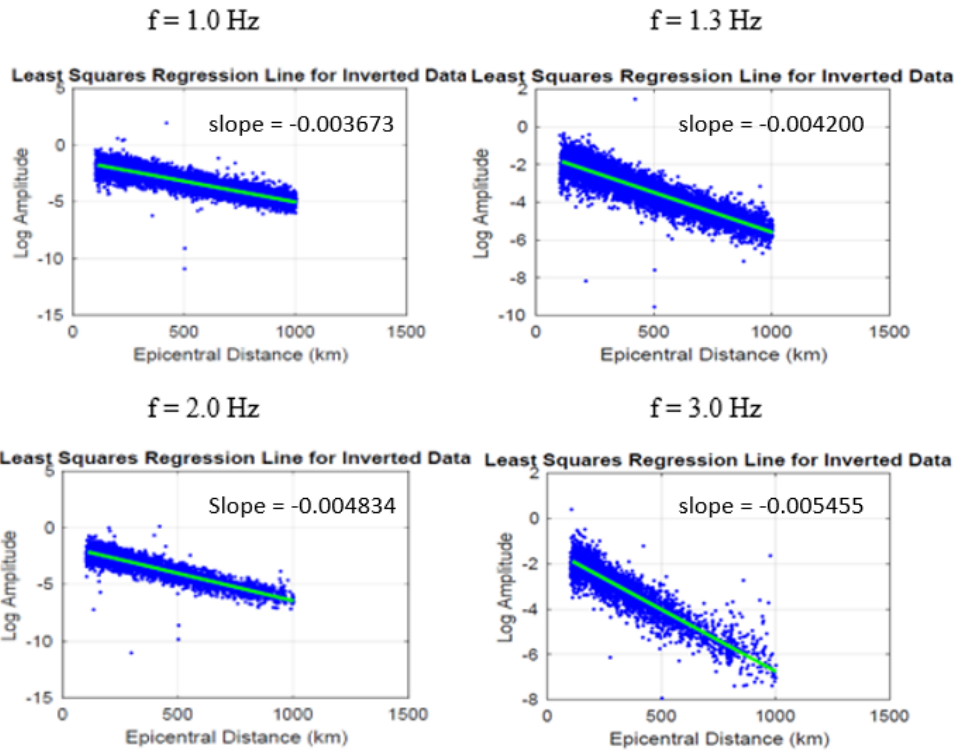 f = 1.0 Hz
f = 1.3 Hz
Least Squares Regression Line for Inverted Data
slope = -0.003673
5
0
-5
-10
-15
Log Amplitude
0 500 1000 1500
Epicentral Distance (km)
Least Squares Regression Line for Inverted Data
slope = -0.004200
2
0
-2
-4
-6
-8
-10
Log Amplitude
0 500 1000 1500
Epicentral Distance (km)
f = 2.0 Hz
f = 3.0 Hz
Least Squares Regression Line for Inverted Data
Slope = -0.004834
5
0
-5
-10
-15
Log Amplitude
0 500 1000 1500
Epicentral Distance (km)
Least Squares Regression Line for Inverted Data
slope = -0.005455
2
0
-2
-4
-6
-8
Log Amplitude
0 500 1000 1500
Epicentral Distance (km)